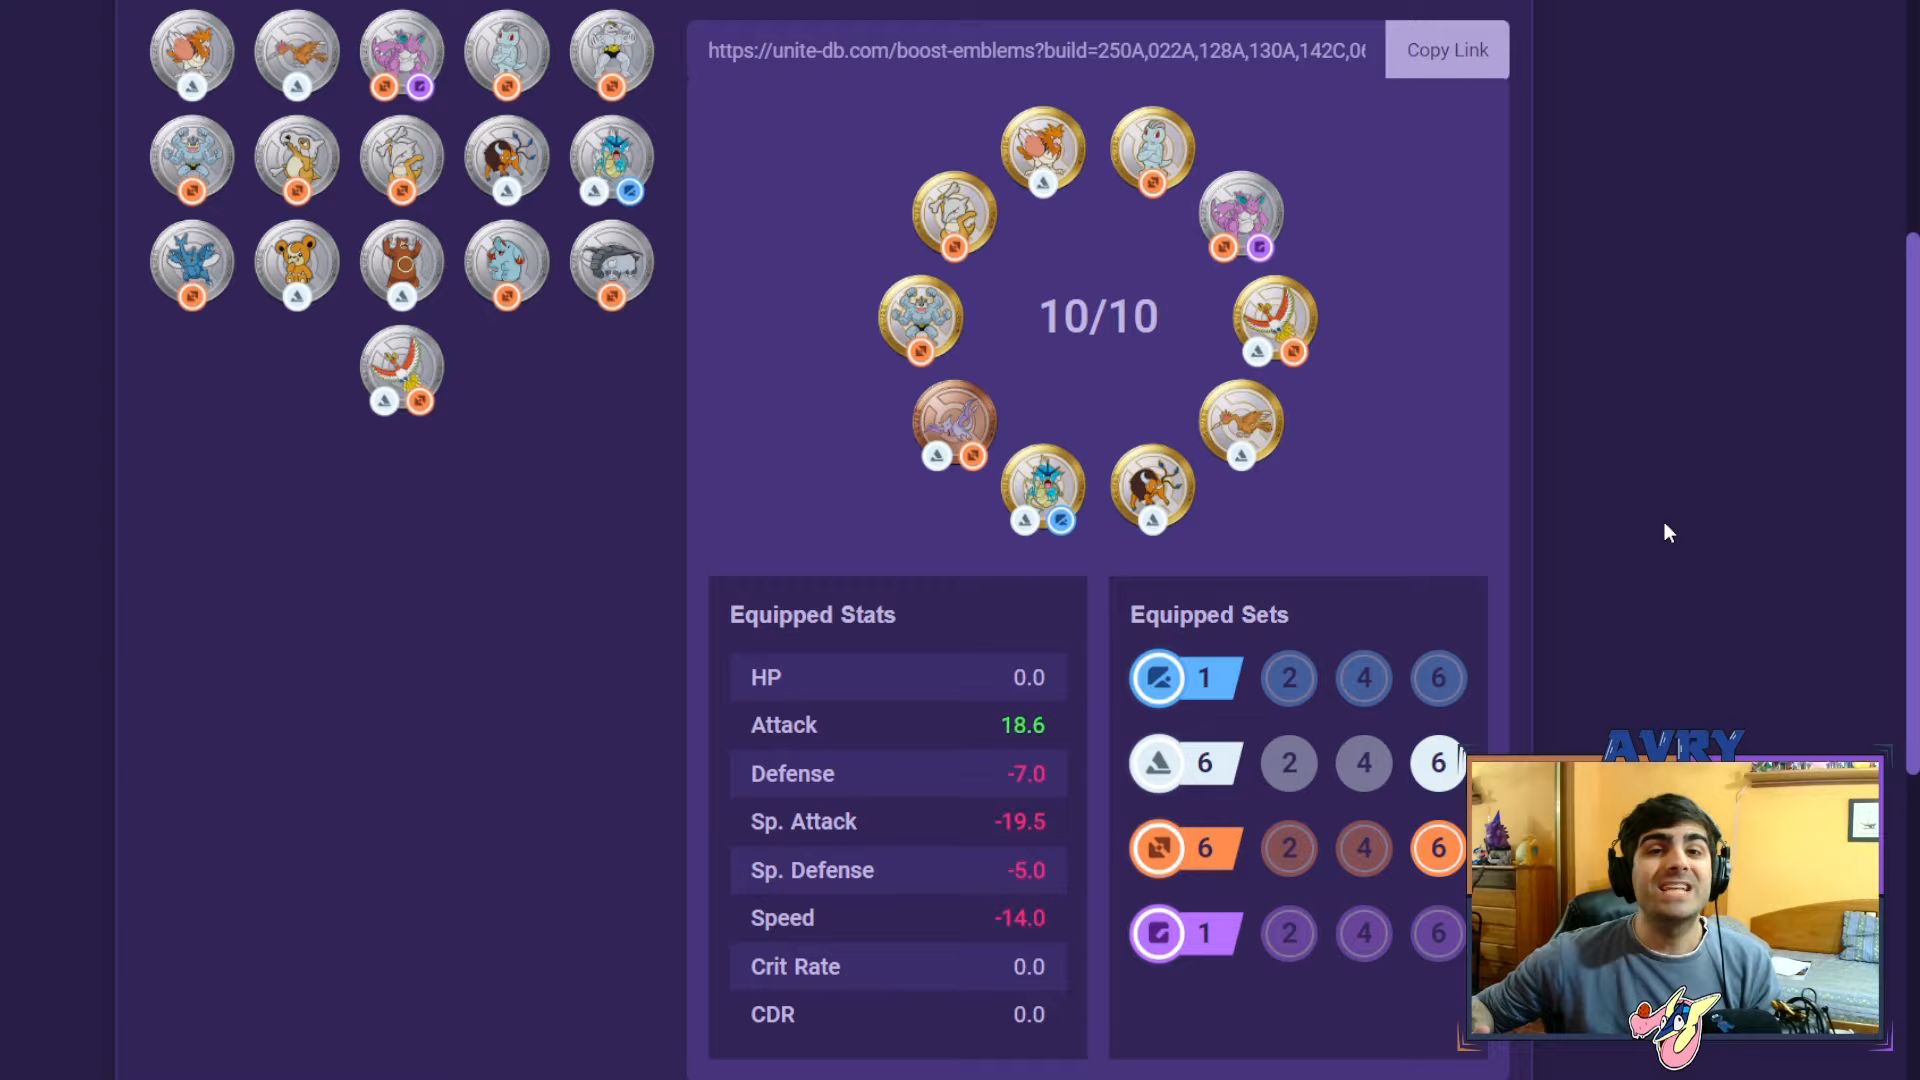 https://unite-db.com/boost-emblems?build=250A,022A,128A,130A,142C,06
Copy Link
10/10
Equipped Stats
HP 0.0
Attack 18.6
Defense -7.0
Sp. Attack -19.5
Sp. Defense -5.0
Speed -14.0
Crit Rate 0.0
CDR 0.0
Equipped Sets
1 2 4 6
6 2 4 6
6 2 4 6
1 2 4 6
AVRY